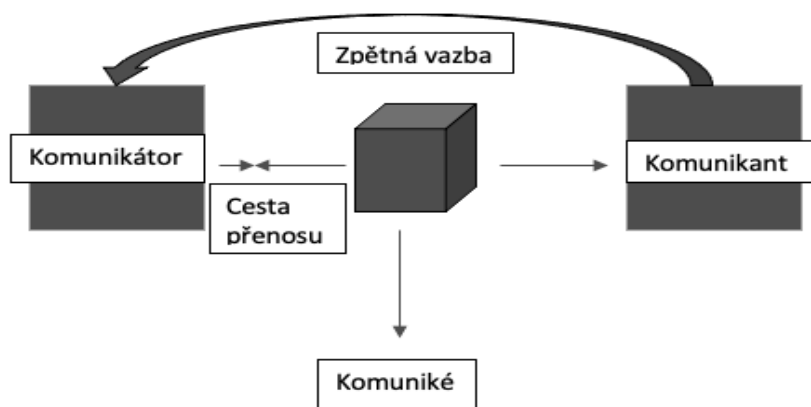 Zpětná vazba
Komunikátor
Komunikant
Cesta
přenosu
Komuniké